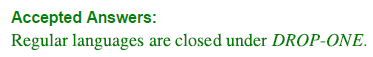 Accepted Answers:
Regular languages are closed under DROP-ONE.